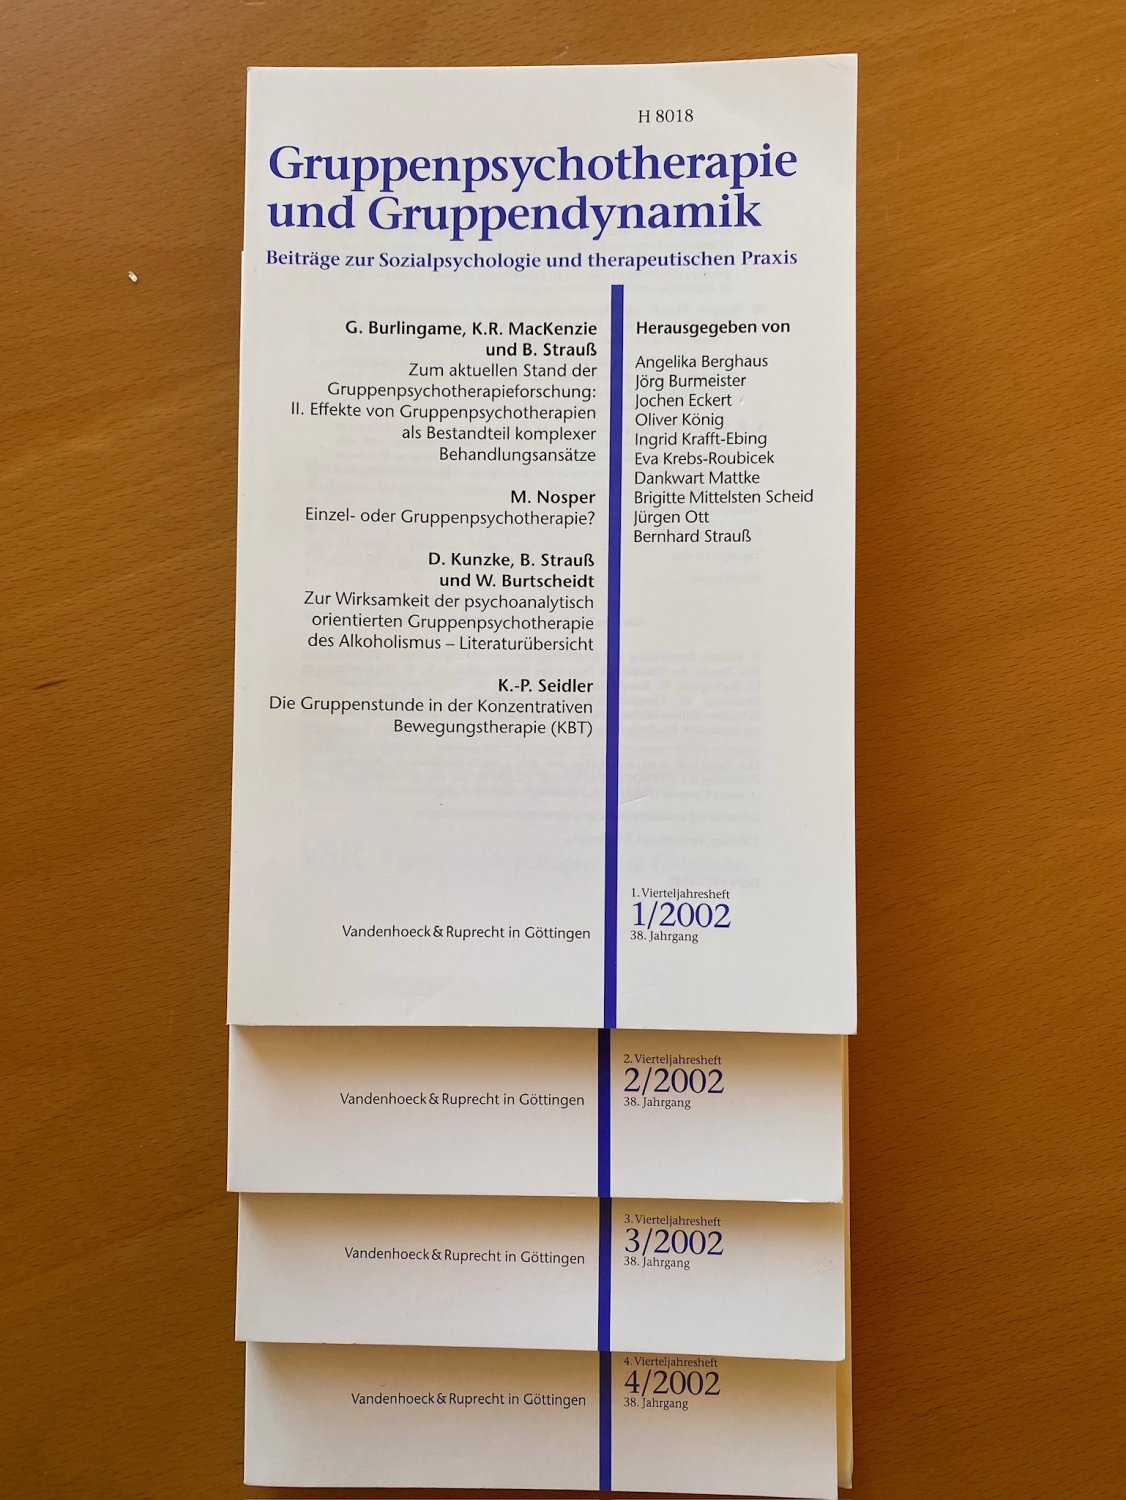 H 8018
Gruppenpsychotherapie
und Gruppendynamik
Beiträge zur Sozialpsychologie und therapeutischen Praxis
G. Burlingame, K.R. MacKenzie
und B. Strauß
Zum aktuellen Stand der
Gruppenpsychotherapieforschung:
II. Effekte von Gruppenpsychotherapien
als Bestandteil komplexer
Behandlungsansätze
M. Nosper
Einzel- oder Gruppenpsychotherapie?
D. Kunzke, B. Strauß
und W. Burtscheidt
Zur Wirksamkeit der psychoanalytisch
orientierten Gruppenpsychotherapie
des Alkoholismus – Literaturübersicht
K.-P. Seidler
Die Gruppenstunde in der Konzentrativen
Bewegungstherapie (KBT)
Herausgegeben von
Angelika Berghaus
Jörg Burmeister
Jochen Eckert
Oliver König
Ingrid Krafft-Ebing
Eva Krebs-Roubicek
Dankwart Mattke
Brigitte Mittelsten Scheid
Jürgen Ott
Bernhard Strauß
Vandenhoeck & Ruprecht in Göttingen
1. Vierteljahresheft
1/2002
38. Jahrgang
Vandenhoeck & Ruprecht in Göttingen
2. Vierteljahresheft
2/2002
38. Jahrgang
Vandenhoeck & Ruprecht in Göttingen
3. Vierteljahresheft
3/2002
38. Jahrgang
Vandenhoeck & Ruprecht in Göttingen
4. Vierteljahresheft
4/2002
38. Jahrgang